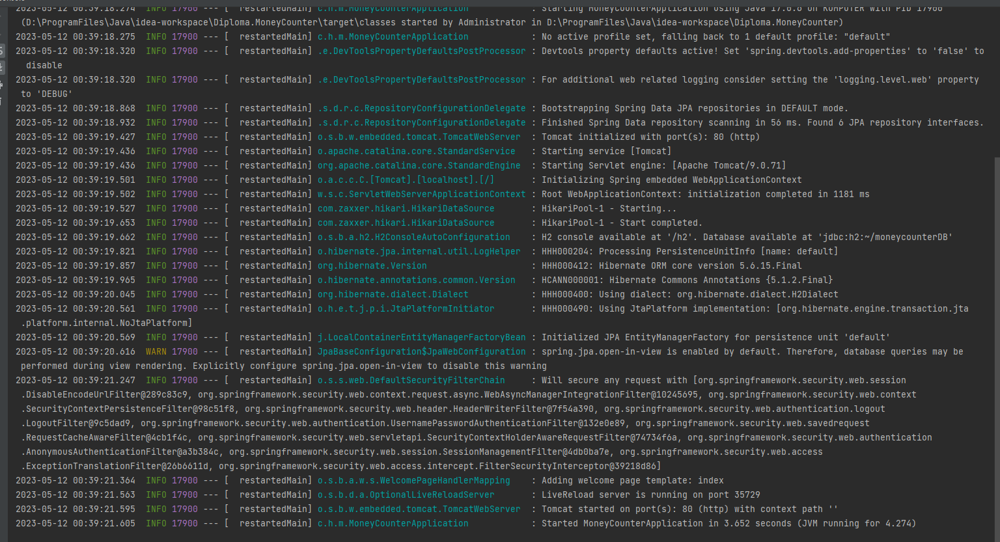 2023-05-12 00:39:18.274  INFO 17900 --- [  restartedMain] c.h.m.MoneyCounterApplication            : Starting MoneyCounterApplication using Java 17.0.6 on KOMPUTER with PID 17900
(D:\ProgramFiles\Java\idea-workspace\Diploma.MoneyCounter\target\classes started by Administrator in D:\ProgramFiles\Java\idea-workspace\Diploma.MoneyCounter)
2023-05-12 00:39:18.275  INFO 17900 --- [  restartedMain] c.h.m.MoneyCounterApplication            : No active profile set, falling back to 1 default profile: "default"
2023-05-12 00:39:18.320  INFO 17900 --- [  restartedMain] .e.DevToolsPropertyDefaultsPostProcessor : Devtools property defaults active! Set 'spring.devtools.add-properties' to 'false' to
disable
2023-05-12 00:39:18.320  INFO 17900 --- [  restartedMain] .e.DevToolsPropertyDefaultsPostProcessor : For additional web related logging consider setting the 'logging.level.web' property
to 'DEBUG'
2023-05-12 00:39:18.868  INFO 17900 --- [  restartedMain] .s.d.r.c.RepositoryConfigurationDelegate : Bootstrapping Spring Data JPA repositories in DEFAULT mode.
2023-05-12 00:39:18.932  INFO 17900 --- [  restartedMain] .s.d.r.c.RepositoryConfigurationDelegate : Finished Spring Data repository scanning in 56 ms. Found 6 JPA repository interfaces.
2023-05-12 00:39:19.427  INFO 17900 --- [  restartedMain] o.s.b.w.embedded.tomcat.TomcatWebServer  : Tomcat initialized with port(s): 80 (http)
2023-05-12 00:39:19.436  INFO 17900 --- [  restartedMain] o.apache.catalina.core.StandardService   : Starting service [Tomcat]
2023-05-12 00:39:19.436  INFO 17900 --- [  restartedMain] org.apache.catalina.core.StandardEngine  : Starting Servlet engine: [Apache Tomcat/9.0.71]
2023-05-12 00:39:19.501  INFO 17900 --- [  restartedMain] o.a.c.c.C.[Tomcat].[localhost].[/]       : Initializing Spring embedded WebApplicationContext
2023-05-12 00:39:19.502  INFO 17900 --- [  restartedMain] w.s.c.ServletWebServerApplicationContext : Root WebApplicationContext: initialization completed in 1181 ms
2023-05-12 00:39:19.527  INFO 17900 --- [  restartedMain] com.zaxxer.hikari.HikariDataSource       : HikariPool-1 - Starting...
2023-05-12 00:39:19.653  INFO 17900 --- [  restartedMain] com.zaxxer.hikari.HikariDataSource       : HikariPool-1 - Start completed.
2023-05-12 00:39:19.662  INFO 17900 --- [  restartedMain] o.s.b.a.h2.H2ConsoleAutoConfiguration    : H2 console available at '/h2'. Database available at 'jdbc:h2:~/moneycounterDB'
2023-05-12 00:39:19.821  INFO 17900 --- [  restartedMain] o.hibernate.jpa.internal.util.LogHelper  : HHH000204: Processing PersistenceUnitInfo [name: default]
2023-05-12 00:39:19.857  INFO 17900 --- [  restartedMain] org.hibernate.Version                    : HHH000412: Hibernate ORM core version 5.6.15.Final
2023-05-12 00:39:19.965  INFO 17900 --- [  restartedMain] o.hibernate.annotations.common.Version   : HCANN000001: Hibernate Commons Annotations {5.1.2.Final}
2023-05-12 00:39:20.045  INFO 17900 --- [  restartedMain] org.hibernate.dialect.Dialect            : HHH000400: Using dialect: org.hibernate.dialect.H2Dialect
2023-05-12 00:39:20.561  INFO 17900 --- [  restartedMain] o.h.e.t.j.p.i.JtaPlatformInitiator       : HHH000490: Using JtaPlatform implementation: [org.hibernate.engine.transaction.jta
.platform.internal.NoJtaPlatform]
2023-05-12 00:39:20.569  INFO 17900 --- [  restartedMain] j.LocalContainerEntityManagerFactoryBean : Initialized JPA EntityManagerFactory for persistence unit 'default'
2023-05-12 00:39:20.616  WARN 17900 --- [  restartedMain] JpaBaseConfiguration$JpaWebConfiguration : spring.jpa.open-in-view is enabled by default. Therefore, database queries may be
performed during view rendering. Explicitly configure spring.jpa.open-in-view to disable this warning
2023-05-12 00:39:21.247  INFO 17900 --- [  restartedMain] o.s.s.web.DefaultSecurityFilterChain     : Will secure any request with [org.springframework.security.web.session
.DisableEncodeUrlFilter@289c83c9, org.springframework.security.web.context.request.async.WebAsyncManagerIntegrationFilter@10245695, org.springframework.security.web.context
.SecurityContextPersistenceFilter@98c51f8, org.springframework.security.web.header.HeaderWriterFilter@7f54a390, org.springframework.security.web.authentication.logout
.LogoutFilter@9c5dad9, org.springframework.security.web.authentication.UsernamePasswordAuthenticationFilter@132e0e89, org.springframework.security.web.savedrequest
.RequestCacheAwareFilter@4cb1f4c, org.springframework.security.web.servletapi.SecurityContextHolderAwareRequestFilter@74734f6a, org.springframework.security.web.authentication
.AnonymousAuthenticationFilter@a3b384c, org.springframework.security.web.session.SessionManagementFilter@4db0ba7e, org.springframework.security.web.access
.ExceptionTranslationFilter@26b6611d, org.springframework.security.web.access.intercept.FilterSecurityInterceptor@39218d86]
2023-05-12 00:39:21.364  INFO 17900 --- [  restartedMain] o.s.b.a.w.s.WelcomePageHandlerMapping    : Adding welcome page template: index
2023-05-12 00:39:21.563  INFO 17900 --- [  restartedMain] o.s.b.d.a.OptionalLiveReloadServer       : LiveReload server is running on port 35729
2023-05-12 00:39:21.595  INFO 17900 --- [  restartedMain] o.s.b.w.embedded.tomcat.TomcatWebServer  : Tomcat started on port(s): 80 (http) with context path ''
2023-05-12 00:39:21.605  INFO 17900 --- [  restartedMain] c.h.m.MoneyCounterApplication            : Started MoneyCounterApplication in 3.652 seconds (JVM running for 4.274)